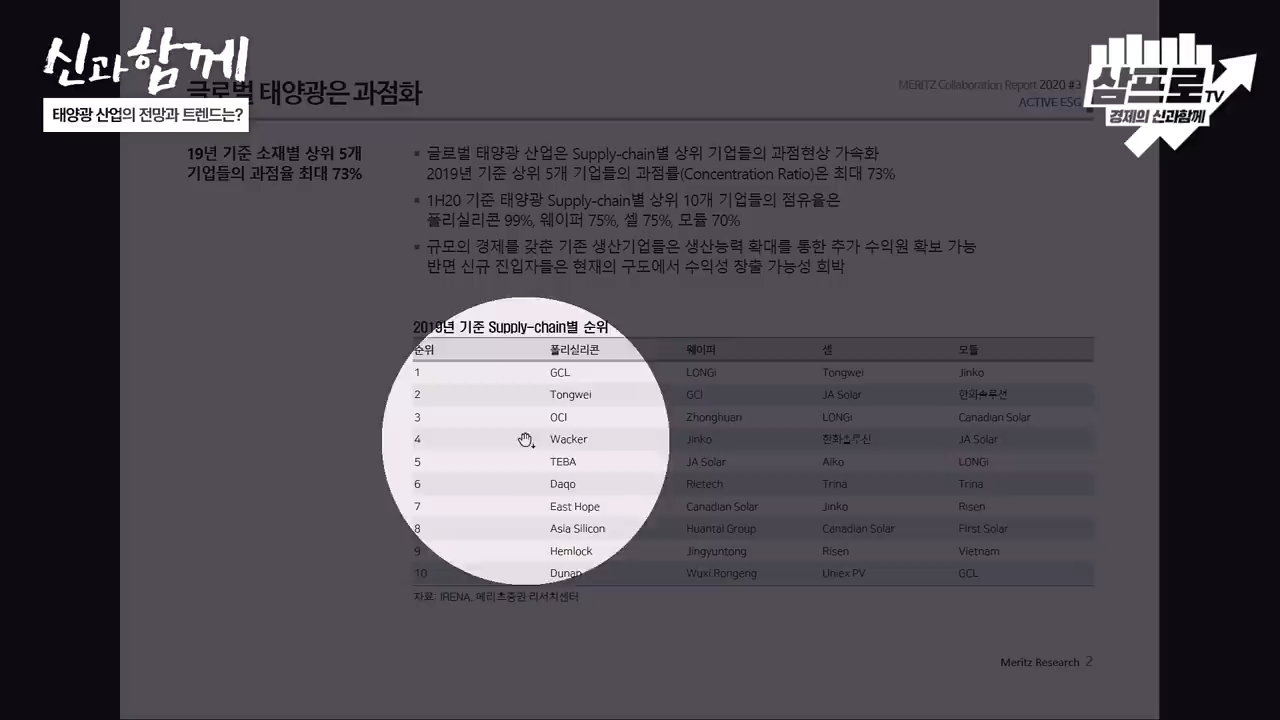 신과함께
태양광 산업의 전망과 트렌드는?
글로벌 태양광은 과점화
MERITZ Collaboration Report 2020 #3
ACTIVE ESG
삼프로TV
경제의 신과함께
19년 기준 소재별 상위 5개
기업들의 과점율 최대 73%
▪ 글로벌 태양광 산업은 Supply-chain별 상위 기업들의 과점현상 가속화
2019년 기준 상위 5개 기업들의 과점률(Concentration Ratio)은 최대 73%
▪ 1H20 기준 태양광 Supply-chain별 상위 10개 기업들의 점유율은
폴리실리콘 99%, 웨이퍼 75%, 셀 75%, 모듈 70%
▪ 규모의 경제를 갖춘 기존 생산기업들은 생산능력 확대를 통한 추가 수익원 확보 가능
반면 신규 진입자들은 현재의 구도에서 수익성 창출 가능성 희박
2019년 기준 Supply-chain별 순위
순위 폴리실리콘 웨이퍼 셀 모듈
1 GCL LONGi Tongwei Jinko
2 Tongwei GCl JA Solar 한화솔루션
3 OCI Zhonghuan LONGi Canadian Solar
4 Wacker Jinko 한화솔루션 JA Solar
5 TEBA JA Solar Aiko LONGi
6 Daqo Rietech Trina Trina
7 East Hope Canadian Solar Jinko Risen
8 Asia Silicon Huantai Group Canadian Solar First Solar
9 Hemlock Jingyuntong Risen Vietnam
10 Dunan Wuxi Rongeng Uniex PV GCL
자료: IRENA, 메리츠증권 리서치센터
Meritz Research 2